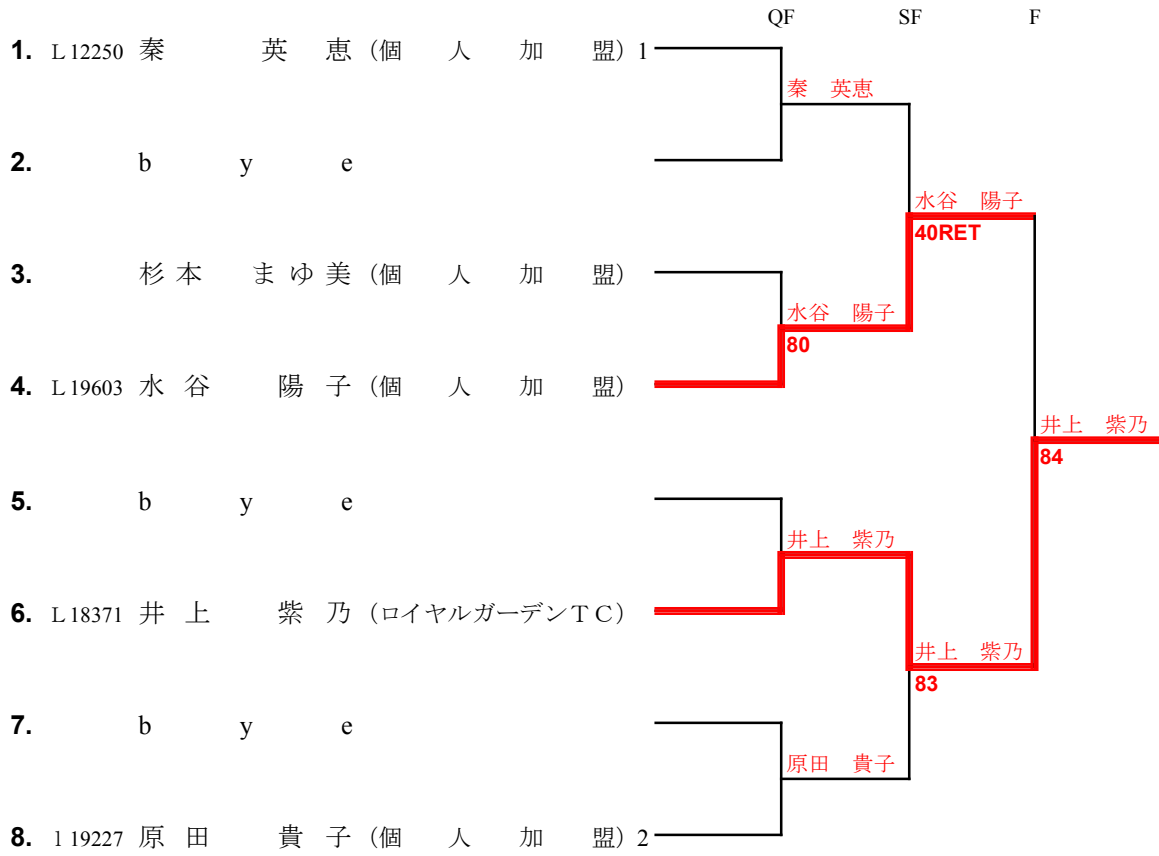 QF SF F
1. L12250 秦 英 恵 (個 人 加 盟) 1
秦 英恵
2. b y e
水谷 陽子
40RET
3. 杉 本 ま ゆ 美 (個 人 加 盟)
水谷 陽子
80
4. L19603 水 谷 陽 子 (個 人 加 盟)
井上 紫乃
84
5. b y e
井上 紫乃
6. L18371 井 上 紫 乃 (ロイヤルガーデンTC)
井上 紫乃
83
7. b y e
原田 貴子
8. l19227 原 田 貴 子 (個 人 加 盟) 2